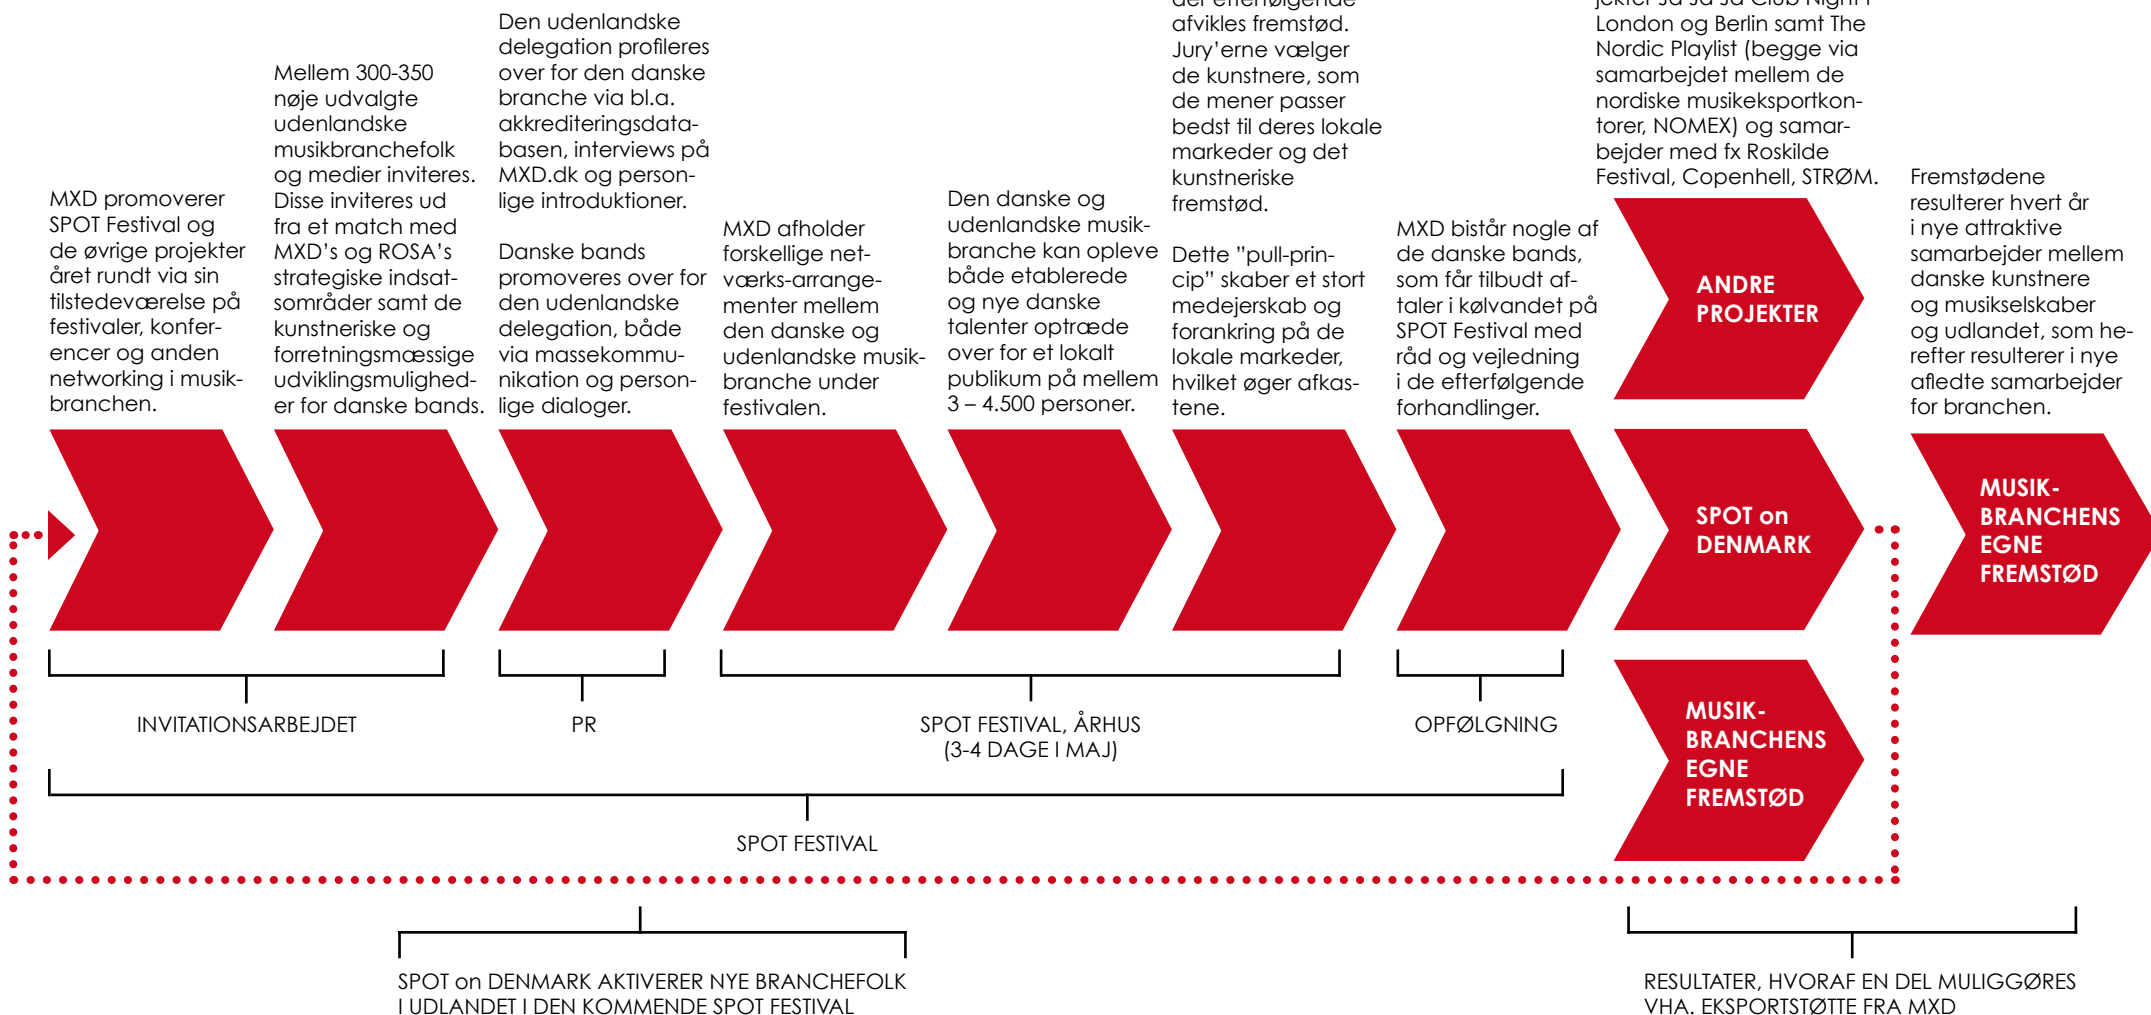 MXD promoverer
SPOT Festival og
de øvrige projekter
året rundt via sin
tilstedeværelse på
festivaler, konfer-
encer og anden
networking i musik-
branchen.
Mellem 300-350
nøje udvalgte
udenlandske
musikbranchefolk
og medier inviteres.
Disse inviteres ud
fra et match med
MXD’s og ROSA’s
strategiske indsat-
sområder samt de
kunstneriske og
forretningsmæssige
udviklingsmulighed-
er for danske bands.
Den udenlandske
delegation profileres
over for den danske
branche via bl.a.
akkrediteringsdata-
basen, interviews på
MXD.dk og person-
lige introduktioner.
Danske bands
promoveres over for
den udenlandske
delegation, både
via massekommu-
nikation og person-
lige dialoger.
MXD afholder
forskellige net-
værks-arrange-
menter mellem
den danske og
udenlandske musik-
branche under
festivalen.
Den danske og
udenlandske musik-
branche kan opleve
både etablerede
og nye danske
talenter optræde
over for et lokalt
publikum på mellem
3 – 4.500 personer.
der efterfølgende
afvikles fremstød.
Jury’erne vælger
de kunstnere, som
de mener passer
bedst til deres lokale
markeder og det
kunstneriske
fremstød.
Dette ”pull-prin-
cip” skaber et stort
medejerskab og
forankring på de
lokale markeder,
hvilket øger afkas-
tene.
MXD bistår nogle af
de danske bands,
som får tilbudt af-
taler i kølvandet på
SPOT Festival med
råd og vejledning
i de efterfølgende
forhandlinger.
jekter Ja Ja Ja Club Night i
London og Berlin samt The
Nordic Playlist (begge via
samarbejdet mellem de
nordiske musikeksportkon-
torer, NOMEX) og samar-
bejder med fx Roskilde
Festival, Copenhell, STRØM.
Fremstødene
resulterer hvert år
i nye attraktive
samarbejder mellem
danske kunstnere
og musikselskaber
og udlandet, som he-
refter resulterer i nye
afledte samarbejder
for branchen.
ANDRE
PROJEKTER
SPOT on
DENMARK
MUSIK-
BRANCHENS
EGNE
FREMSTØD
MUSIK-
BRANCHENS
EGNE
FREMSTØD
INVITATIONSARBEJDET
PR
SPOT FESTIVAL, ÅRHUS
(3-4 DAGE I MAJ)
OPFØLGNING
SPOT FESTIVAL
SPOT on DENMARK AKTIVERER NYE BRANCHEFOLK
I UDLANDET I DEN KOMMENDE SPOT FESTIVAL
RESULTATER, HVORAF EN DEL MULIGGØRES
VHA. EKSPORTSTØTTE FRA MXD